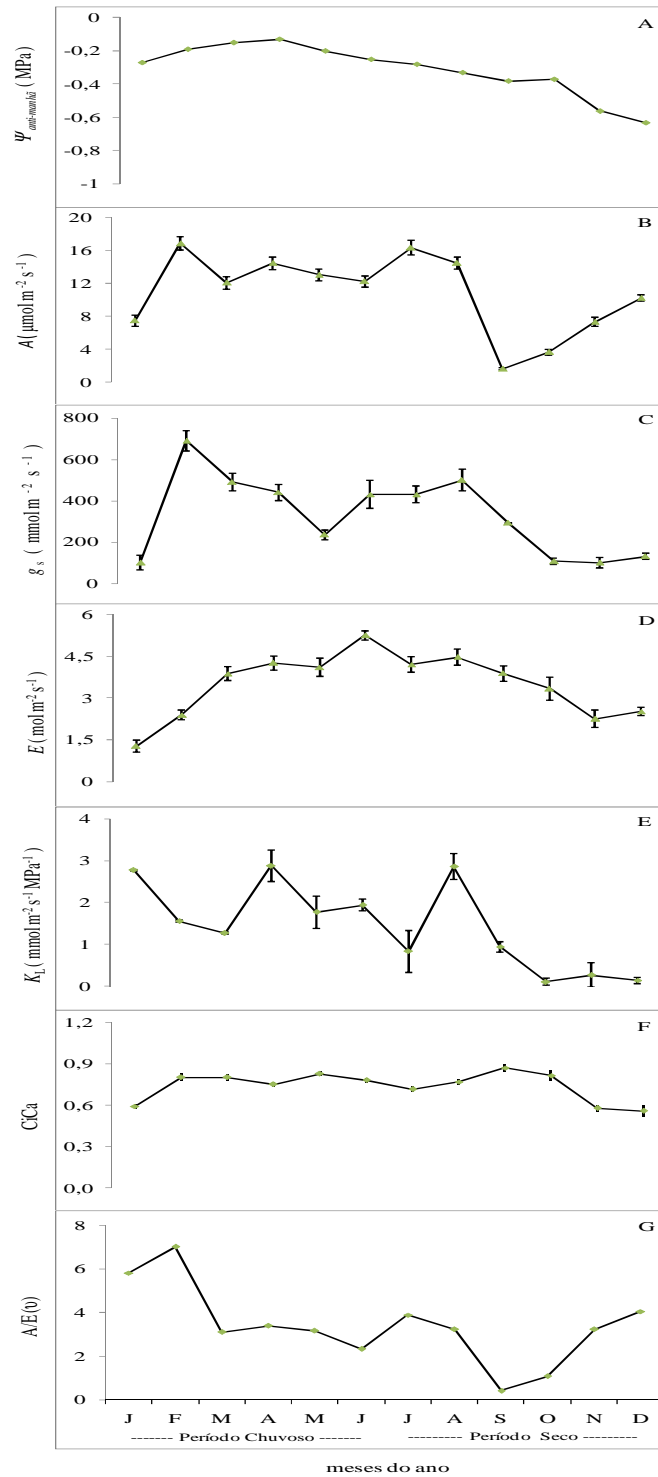 A
0
-0,2
-0,4
-0,6
-0,8
-1
Ψanti-manhã (MPa)
B
20
16
12
8
4
0
A (µmol m-2 s-1)
C
800
600
400
200
0
gs ( mmol m-2 s-1 )
D
6
4,5
3
1,5
0
E (mol m-2 s-1)
E
4
3
2
1
0
KL ( mmol m-2 s-1 MPa-1)
F
1,2
0,9
0,6
0,3
0,0
CiCa
G
8
6
4
2
0
A/E(υ)
J F M A M J J A S O N D
------- Período Chuvoso ------- --------- Período Seco ---------
meses do ano